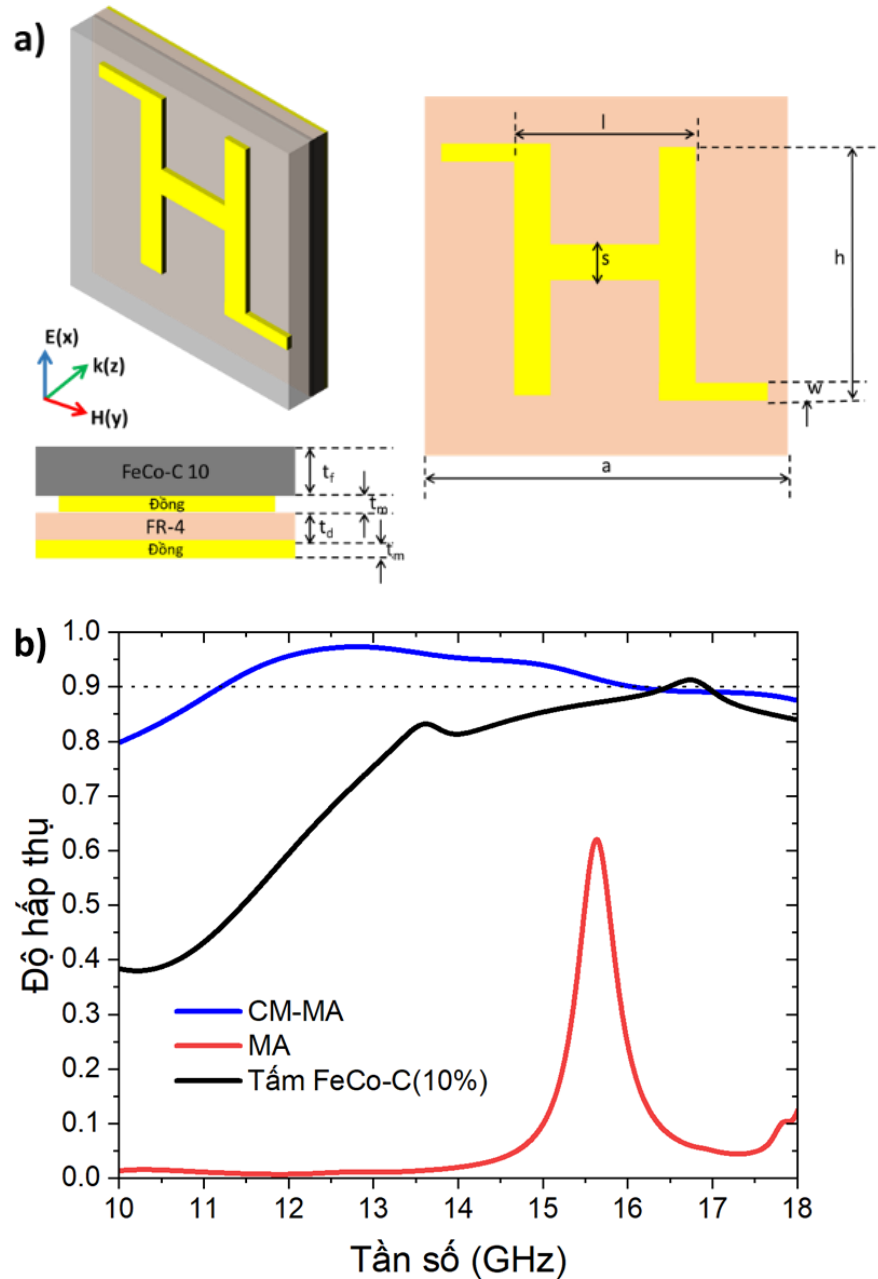 a)
E(x)
k(z)
H(y)
FeCo-C 10
Đồng
FR-4
Đồng
t_f
t_m
t_d
t_m
l
s
h
w
a
b)
1.0
0.9
0.8
0.7
0.6
0.5
0.4
0.3
0.2
0.1
0.0
Độ hấp thụ
CM-MA
MA
Tấm FeCo-C(10%)
10 11 12 13 14 15 16 17 18
Tần số (GHz)